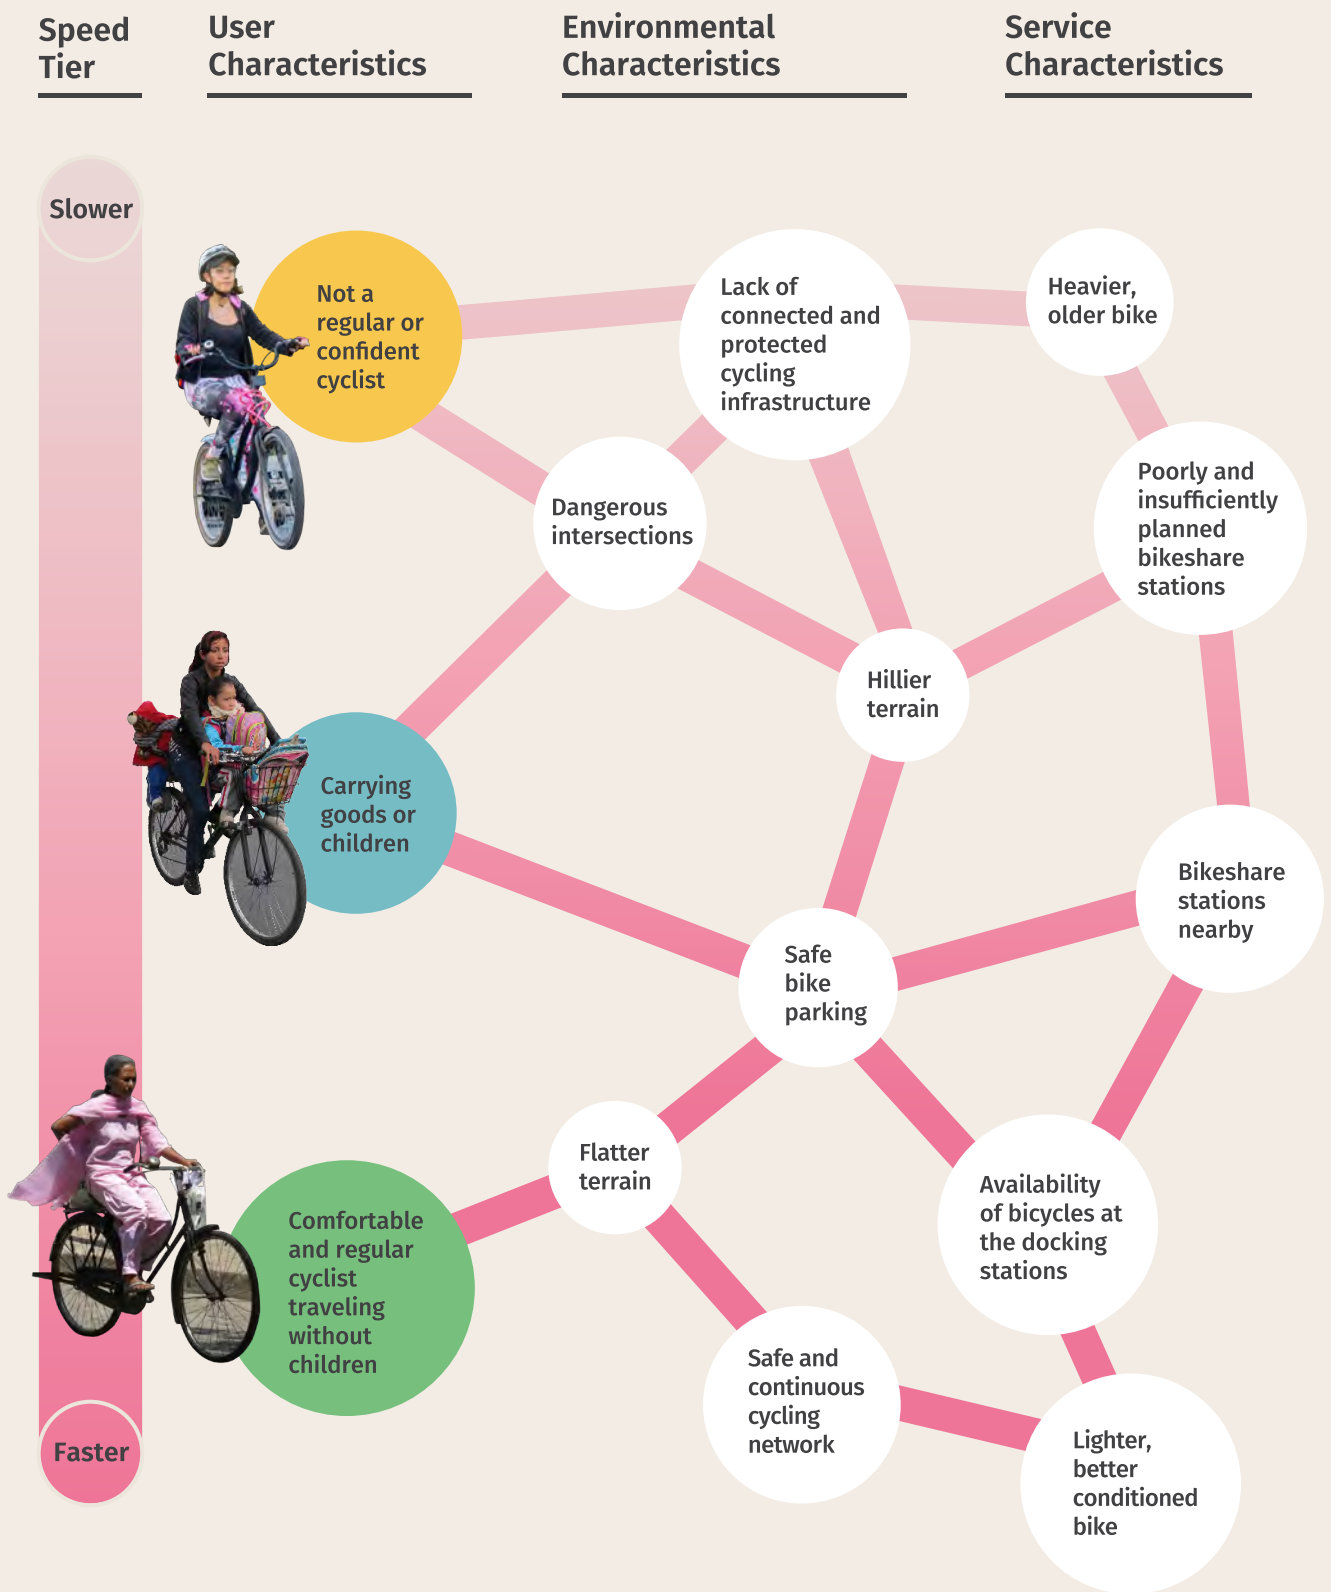 Speed
Tier
User
Characteristics
Environmental
Characteristics
Service
Characteristics
Slower
Not a
regular or
confident
cyclist
Lack of
connected and
protected
cycling
infrastructure
Heavier,
older bike
Dangerous
intersections
Poorly and
insufficiently
planned
bikeshare
stations
Hillier
terrain
Carrying
goods or
children
Bikeshare
stations
nearby
Safe
bike
parking
Flatter
terrain
Availability
of bicycles at
the docking
stations
Comfortable
and regular
cyclist
traveling
without
children
Safe and
continuous
cycling
network
Lighter,
better
conditioned
bike
Faster